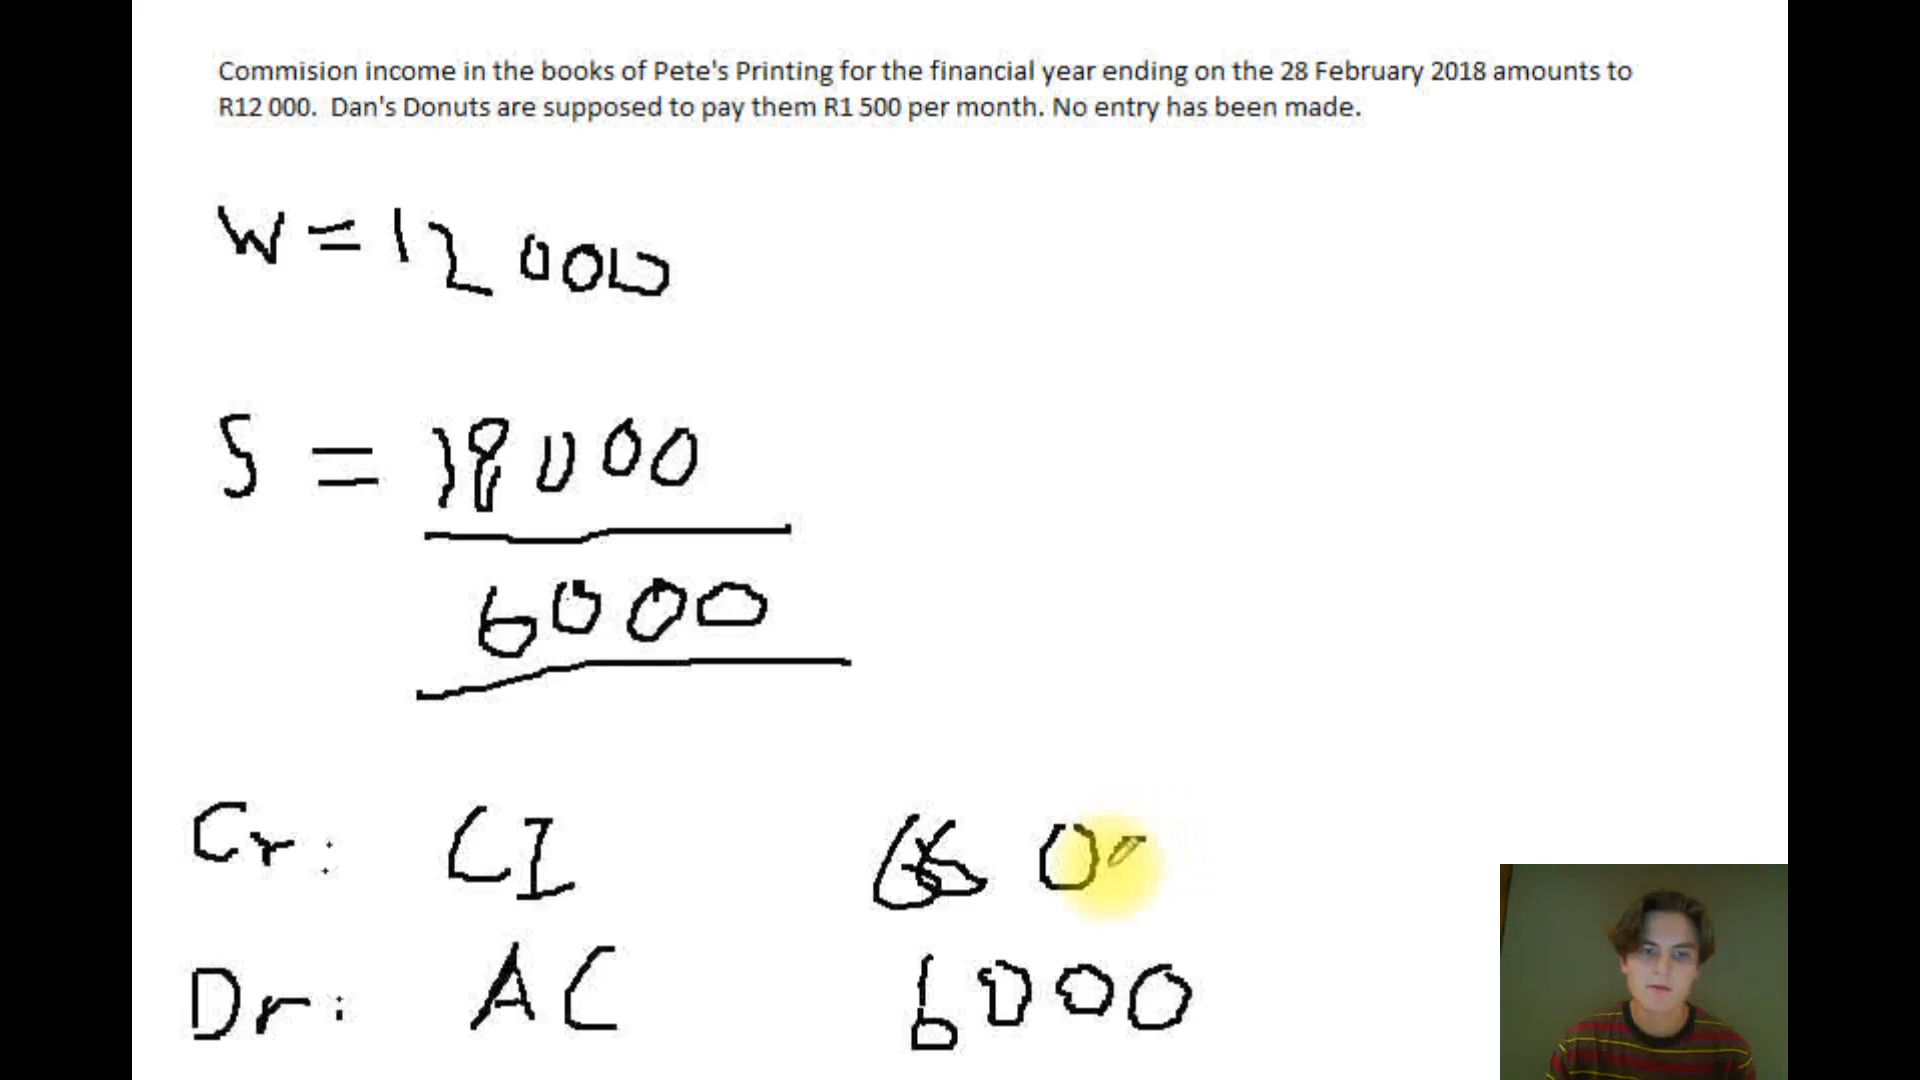 Commision income in the books of Pete's Printing for the financial year ending on the 28 February 2018 amounts to
R12 000. Dan's Donuts are supposed to pay them R1 500 per month. No entry has been made.
W = 12 000
S = 18 000
6000
Cr: CI
Dr: AC 6000